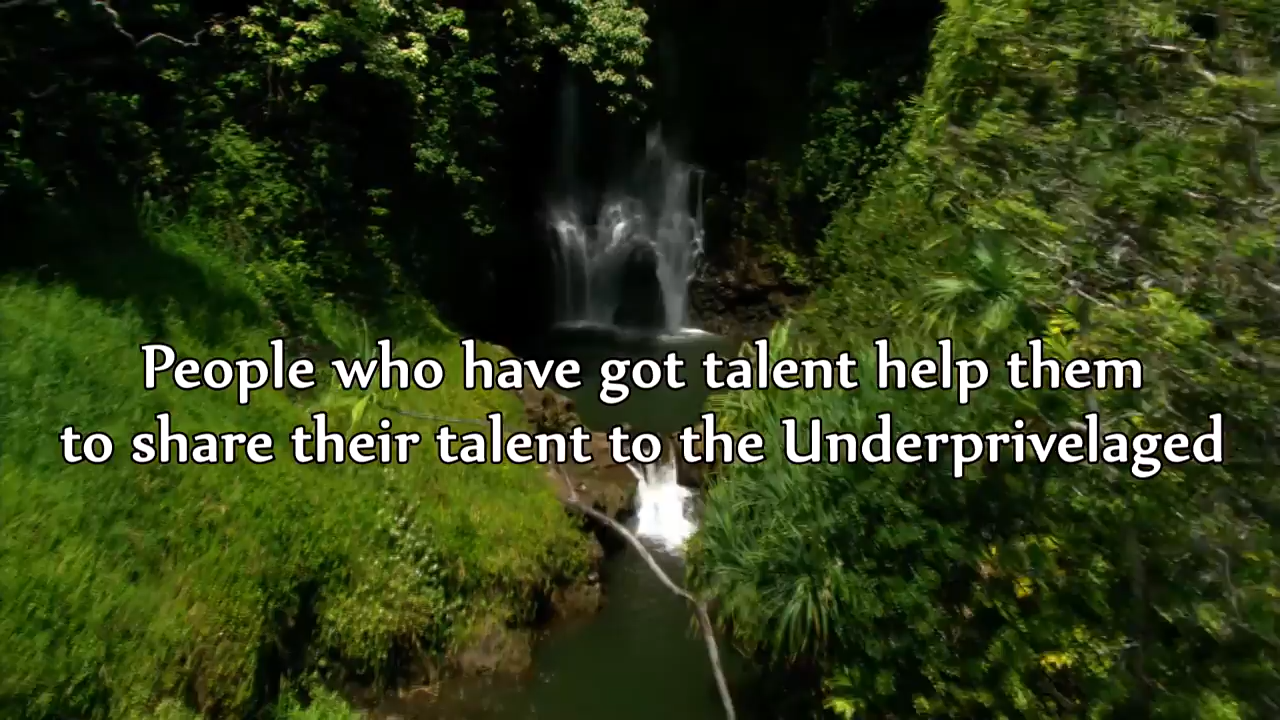 People who have got talent help them
to share their talent to the Underprivelaged